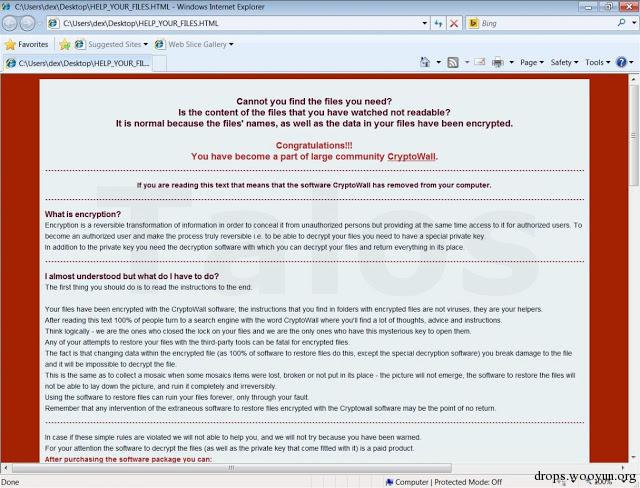 C:\Users\dex\Desktop\HELP_YOUR_FILES.HTML - Windows Internet Explorer
C:\Users\dex\Desktop\HELP_YOUR_FILES.HTML
Bing
Favorites
Suggested Sites
Web Slice Gallery
C:\Users\dex\Desktop\HELP_YOUR_FIL...
Page
Safety
Tools
Cannot you find the files you need?
Is the content of the files that you have watched not readable?
It is normal because the files' names, as well as the data in your files have been encrypted.
Congratulations!!!
You have become a part of large community CryptoWall.
If you are reading this text that means that the software CryptoWall has removed from your computer.
Talos
What is encryption?
Encryption is a reversible transformation of information in order to conceal it from unauthorized persons but providing at the same time access to it for authorized users. To
become an authorized user and make the process truly reversible i.e. to be able to decrypt your files you need to have a special private key.
In addition to the private key you need the decryption software with which you can decrypt your files and return everything in its place.
I almost understood but what do I have to do?
The first thing you should do is to read the instructions to the end.
Your files have been encrypted with the CryptoWall software; the instructions that you find in folders with encrypted files are not viruses, they are your helpers.
After reading this text 100% of people turn to a search engine with the word CryptoWall where you'll find a lot of thoughts, advice and instructions.
Think logically - we are the ones who closed the lock on your files and we are the only ones who have this mysterious key to open them.
Any of your attempts to restore your files with the third-party tools can be fatal for encrypted files.
The fact is that changing data within the encrypted file (as 100% of software to restore files do this, except the special decryption software) you break damage to the file
and it will be impossible to decrypt the file.
This is the same as to collect a mosaic when some mosaics items were lost, broken or not put in its place - the picture will not emerge, the software to restore the files will
not be able to lay down the picture, and ruin it completely and irreversibly.
Using the software to restore files can ruin your files forever, only through your fault.
Remember that any intervention of the extraneous software to restore files encrypted with the Cryptowall software may be the point of no return.
In case if these simple rules are violated we will not able to help you, and we will not try because you have been warned.
For your attention the software to decrypt the files (as well as the private key that come fitted with it) is a paid product.
After purchasing the software package you can:
Done
Computer | Protected Mode: Off
100%
drops.wooyun.org